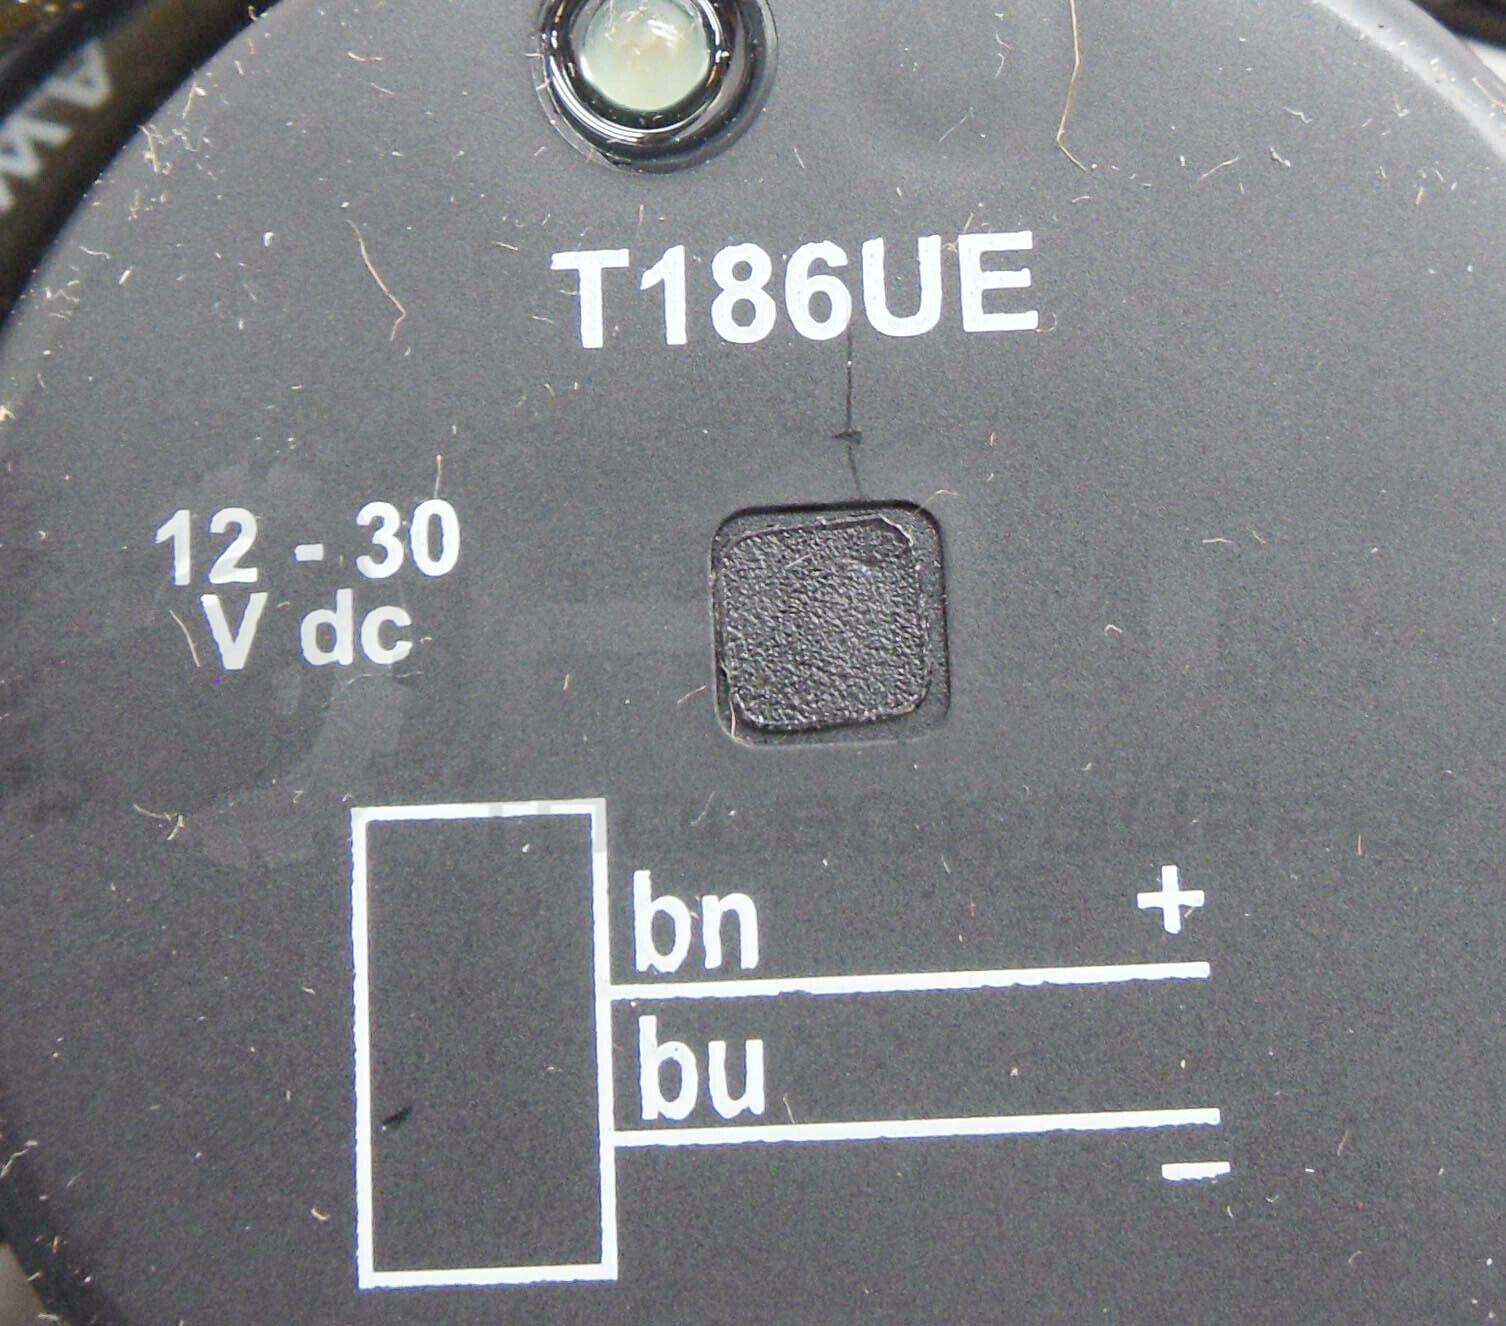 T186UE
12 - 30
V dc
bn +
bu
-